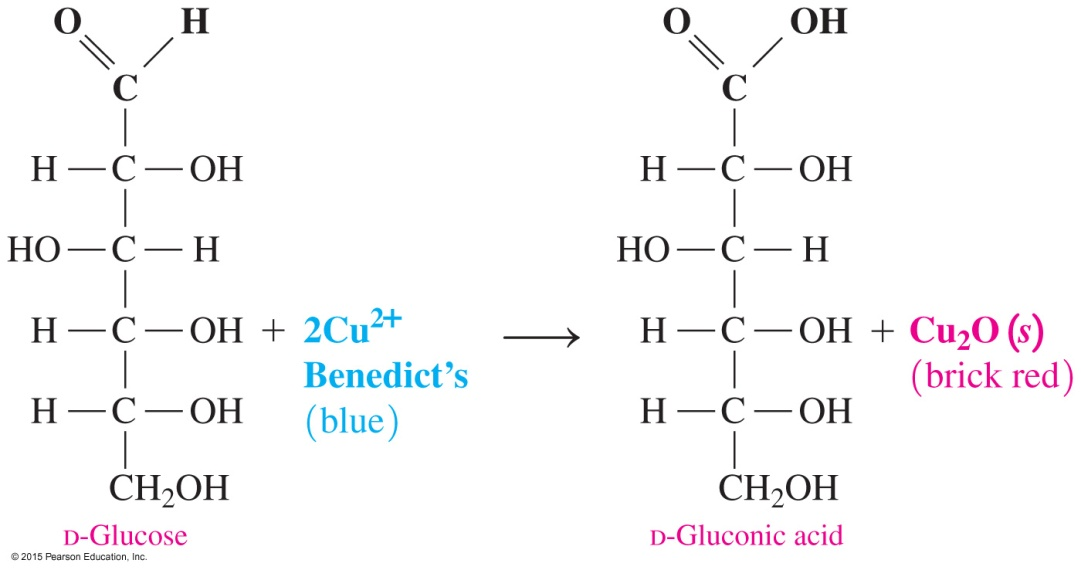 O H O OH
C C
H — C — OH H — C — OH
HO — C — H HO — C — H
H — C — OH + 2Cu²⁺ ⟶ H — C — OH + Cu₂O (s)
Benedict's (brick red)
H — C — OH (blue) H — C — OH
CH₂OH CH₂OH
D-Glucose D-Gluconic acid
© 2015 Pearson Education, Inc.